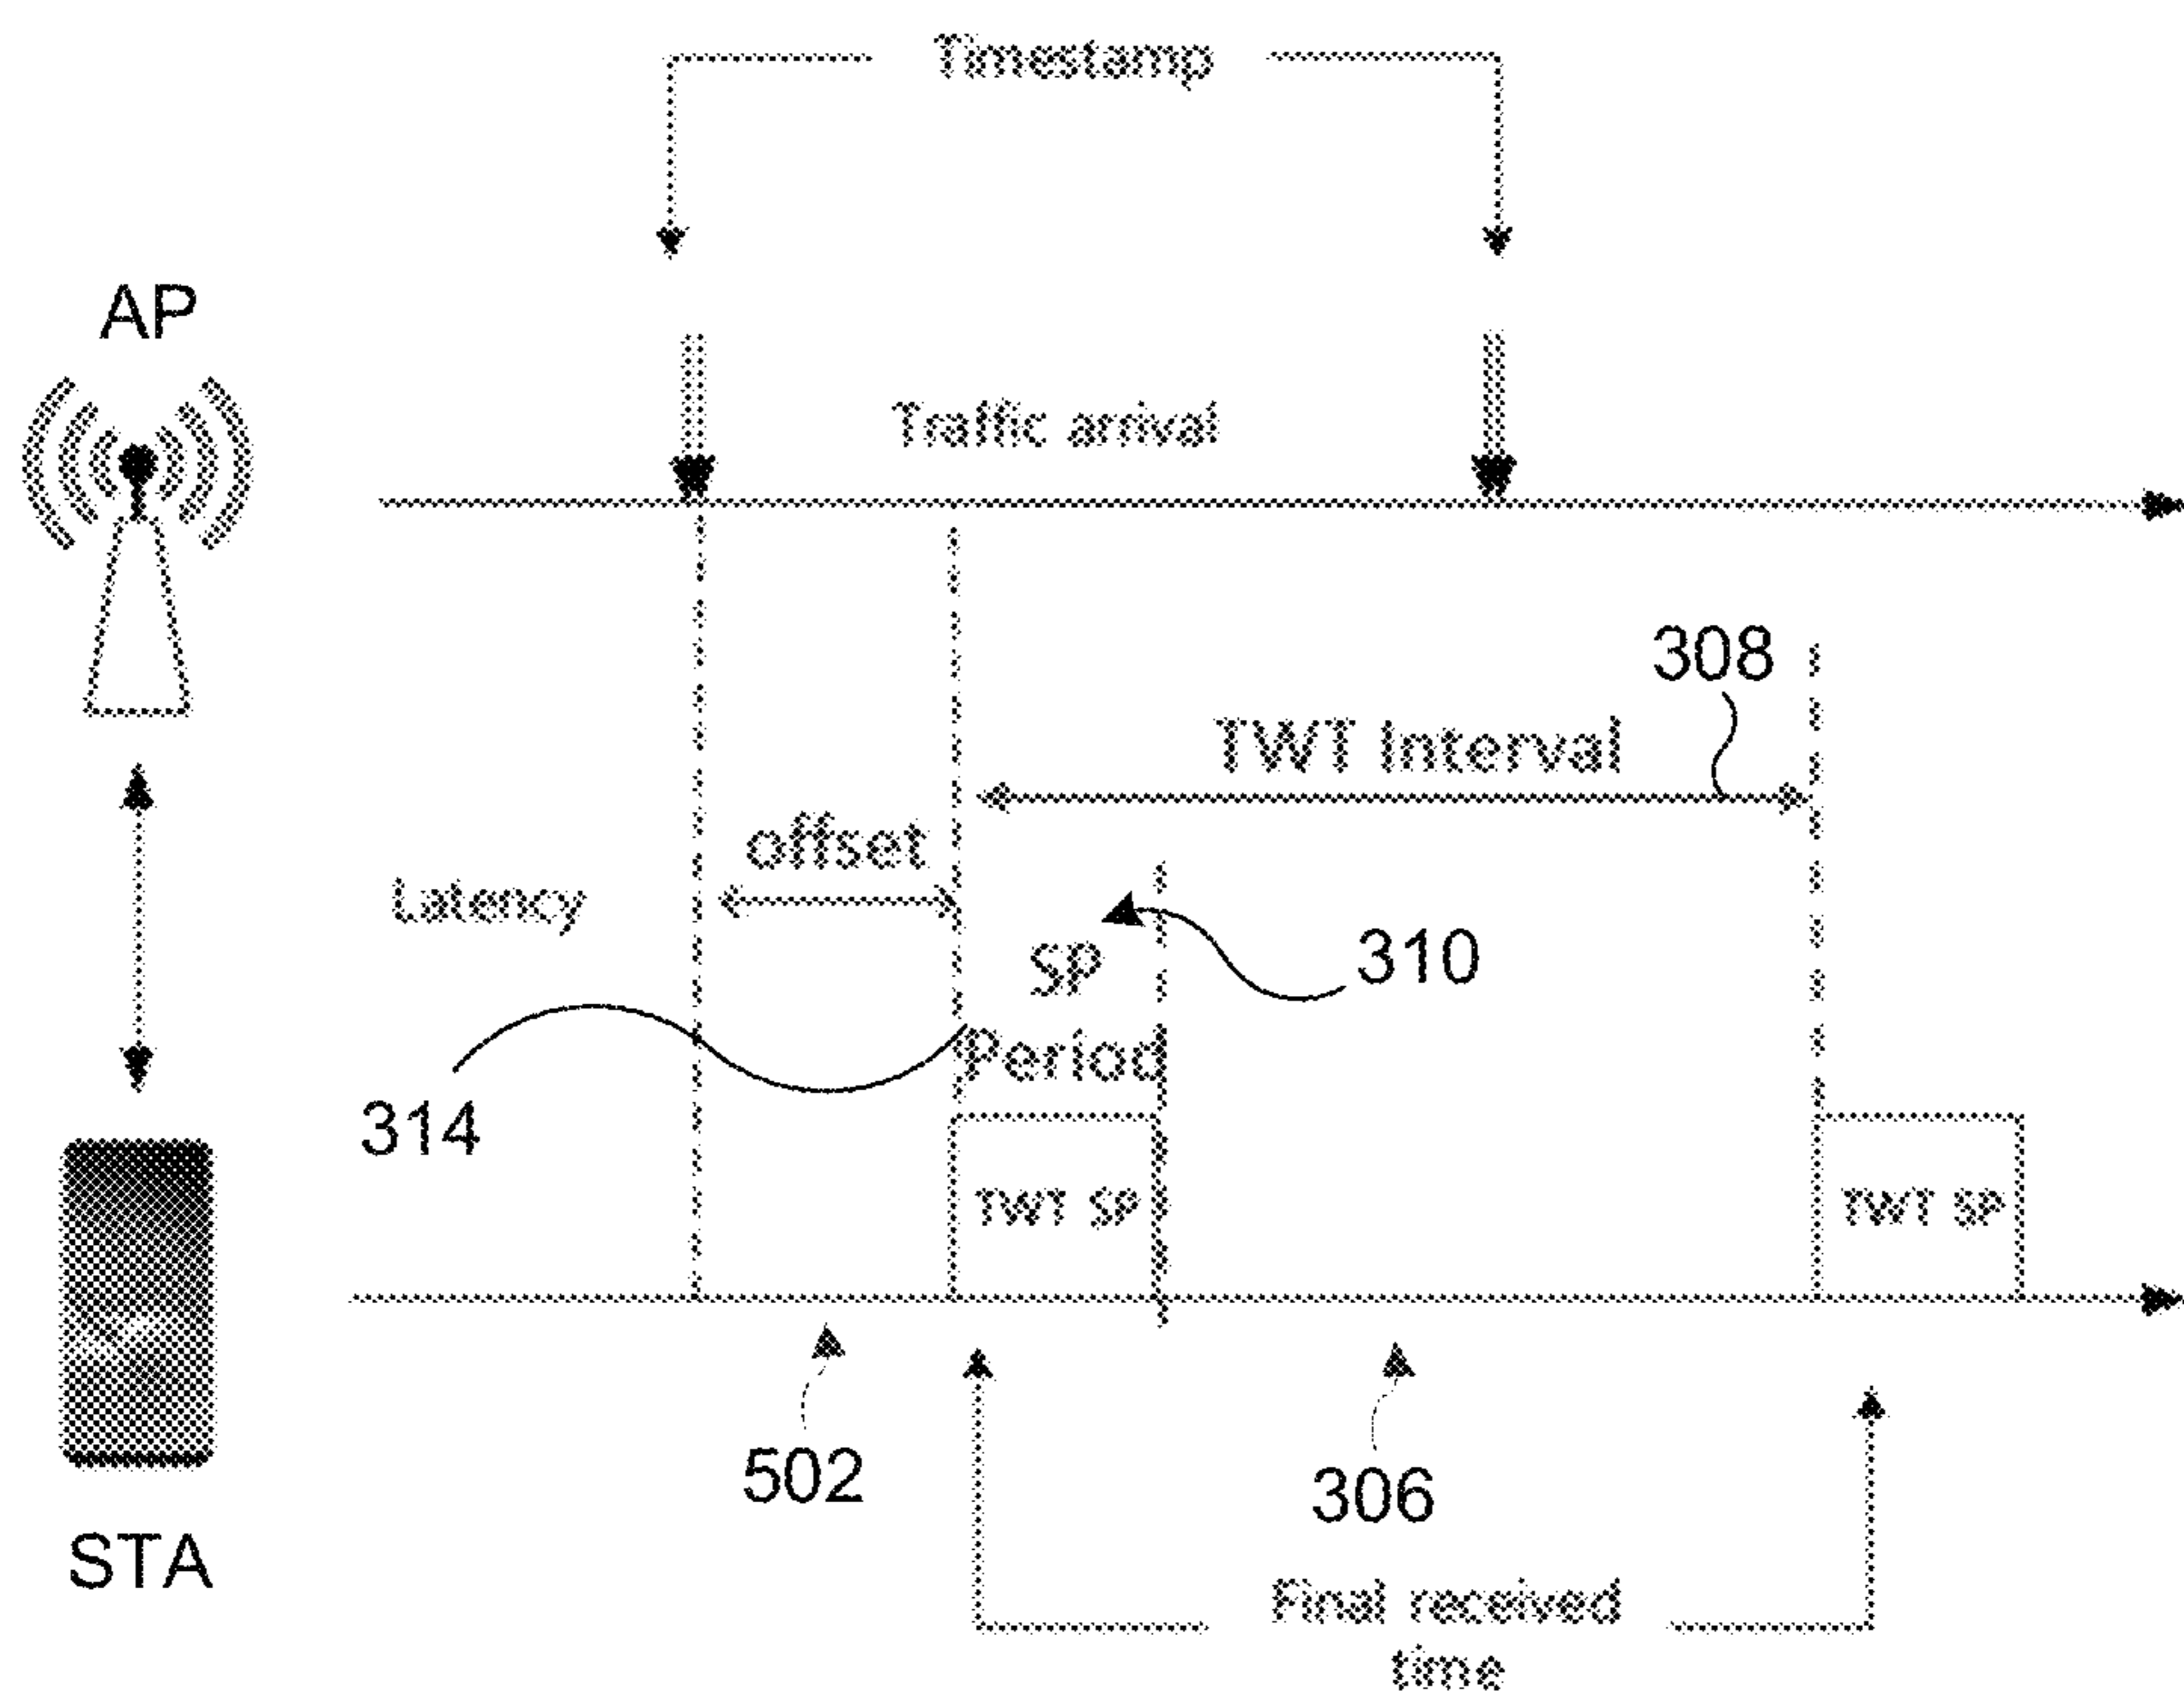 Timestamp
AP
Traffic arrival
308
TWT Interval
offset
Latency
SP
Period
310
314
TWT SP
TWT SP
502
306
STA
Final received
time